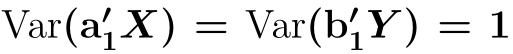 Var(a′₁X) = Var(b′₁Y) = 1